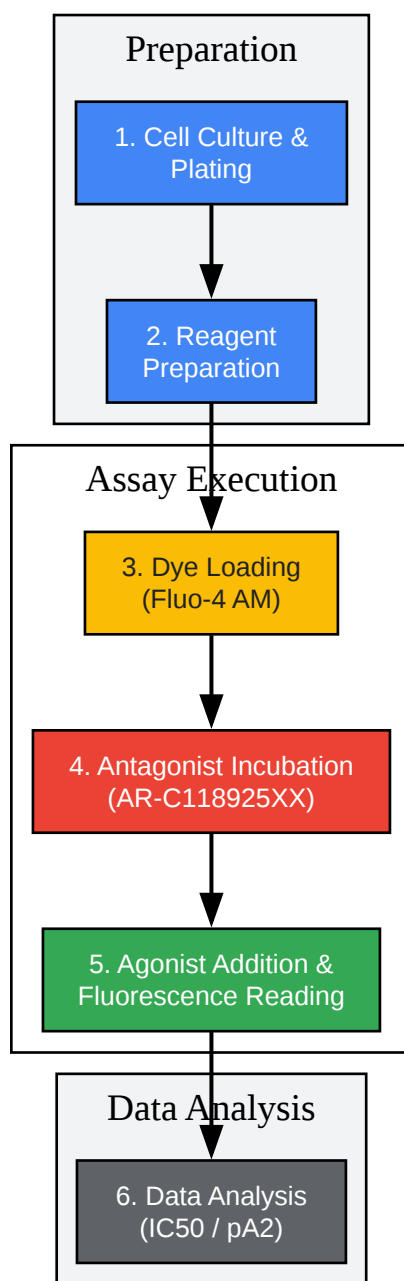 Preparation
1. Cell Culture &
Plating
2. Reagent
Preparation
Assay Execution
3. Dye Loading
(Fluo-4 AM)
4. Antagonist Incubation
(AR-C118925XX)
5. Agonist Addition &
Fluorescence Reading
Data Analysis
6. Data Analysis
(IC50 / pA2)